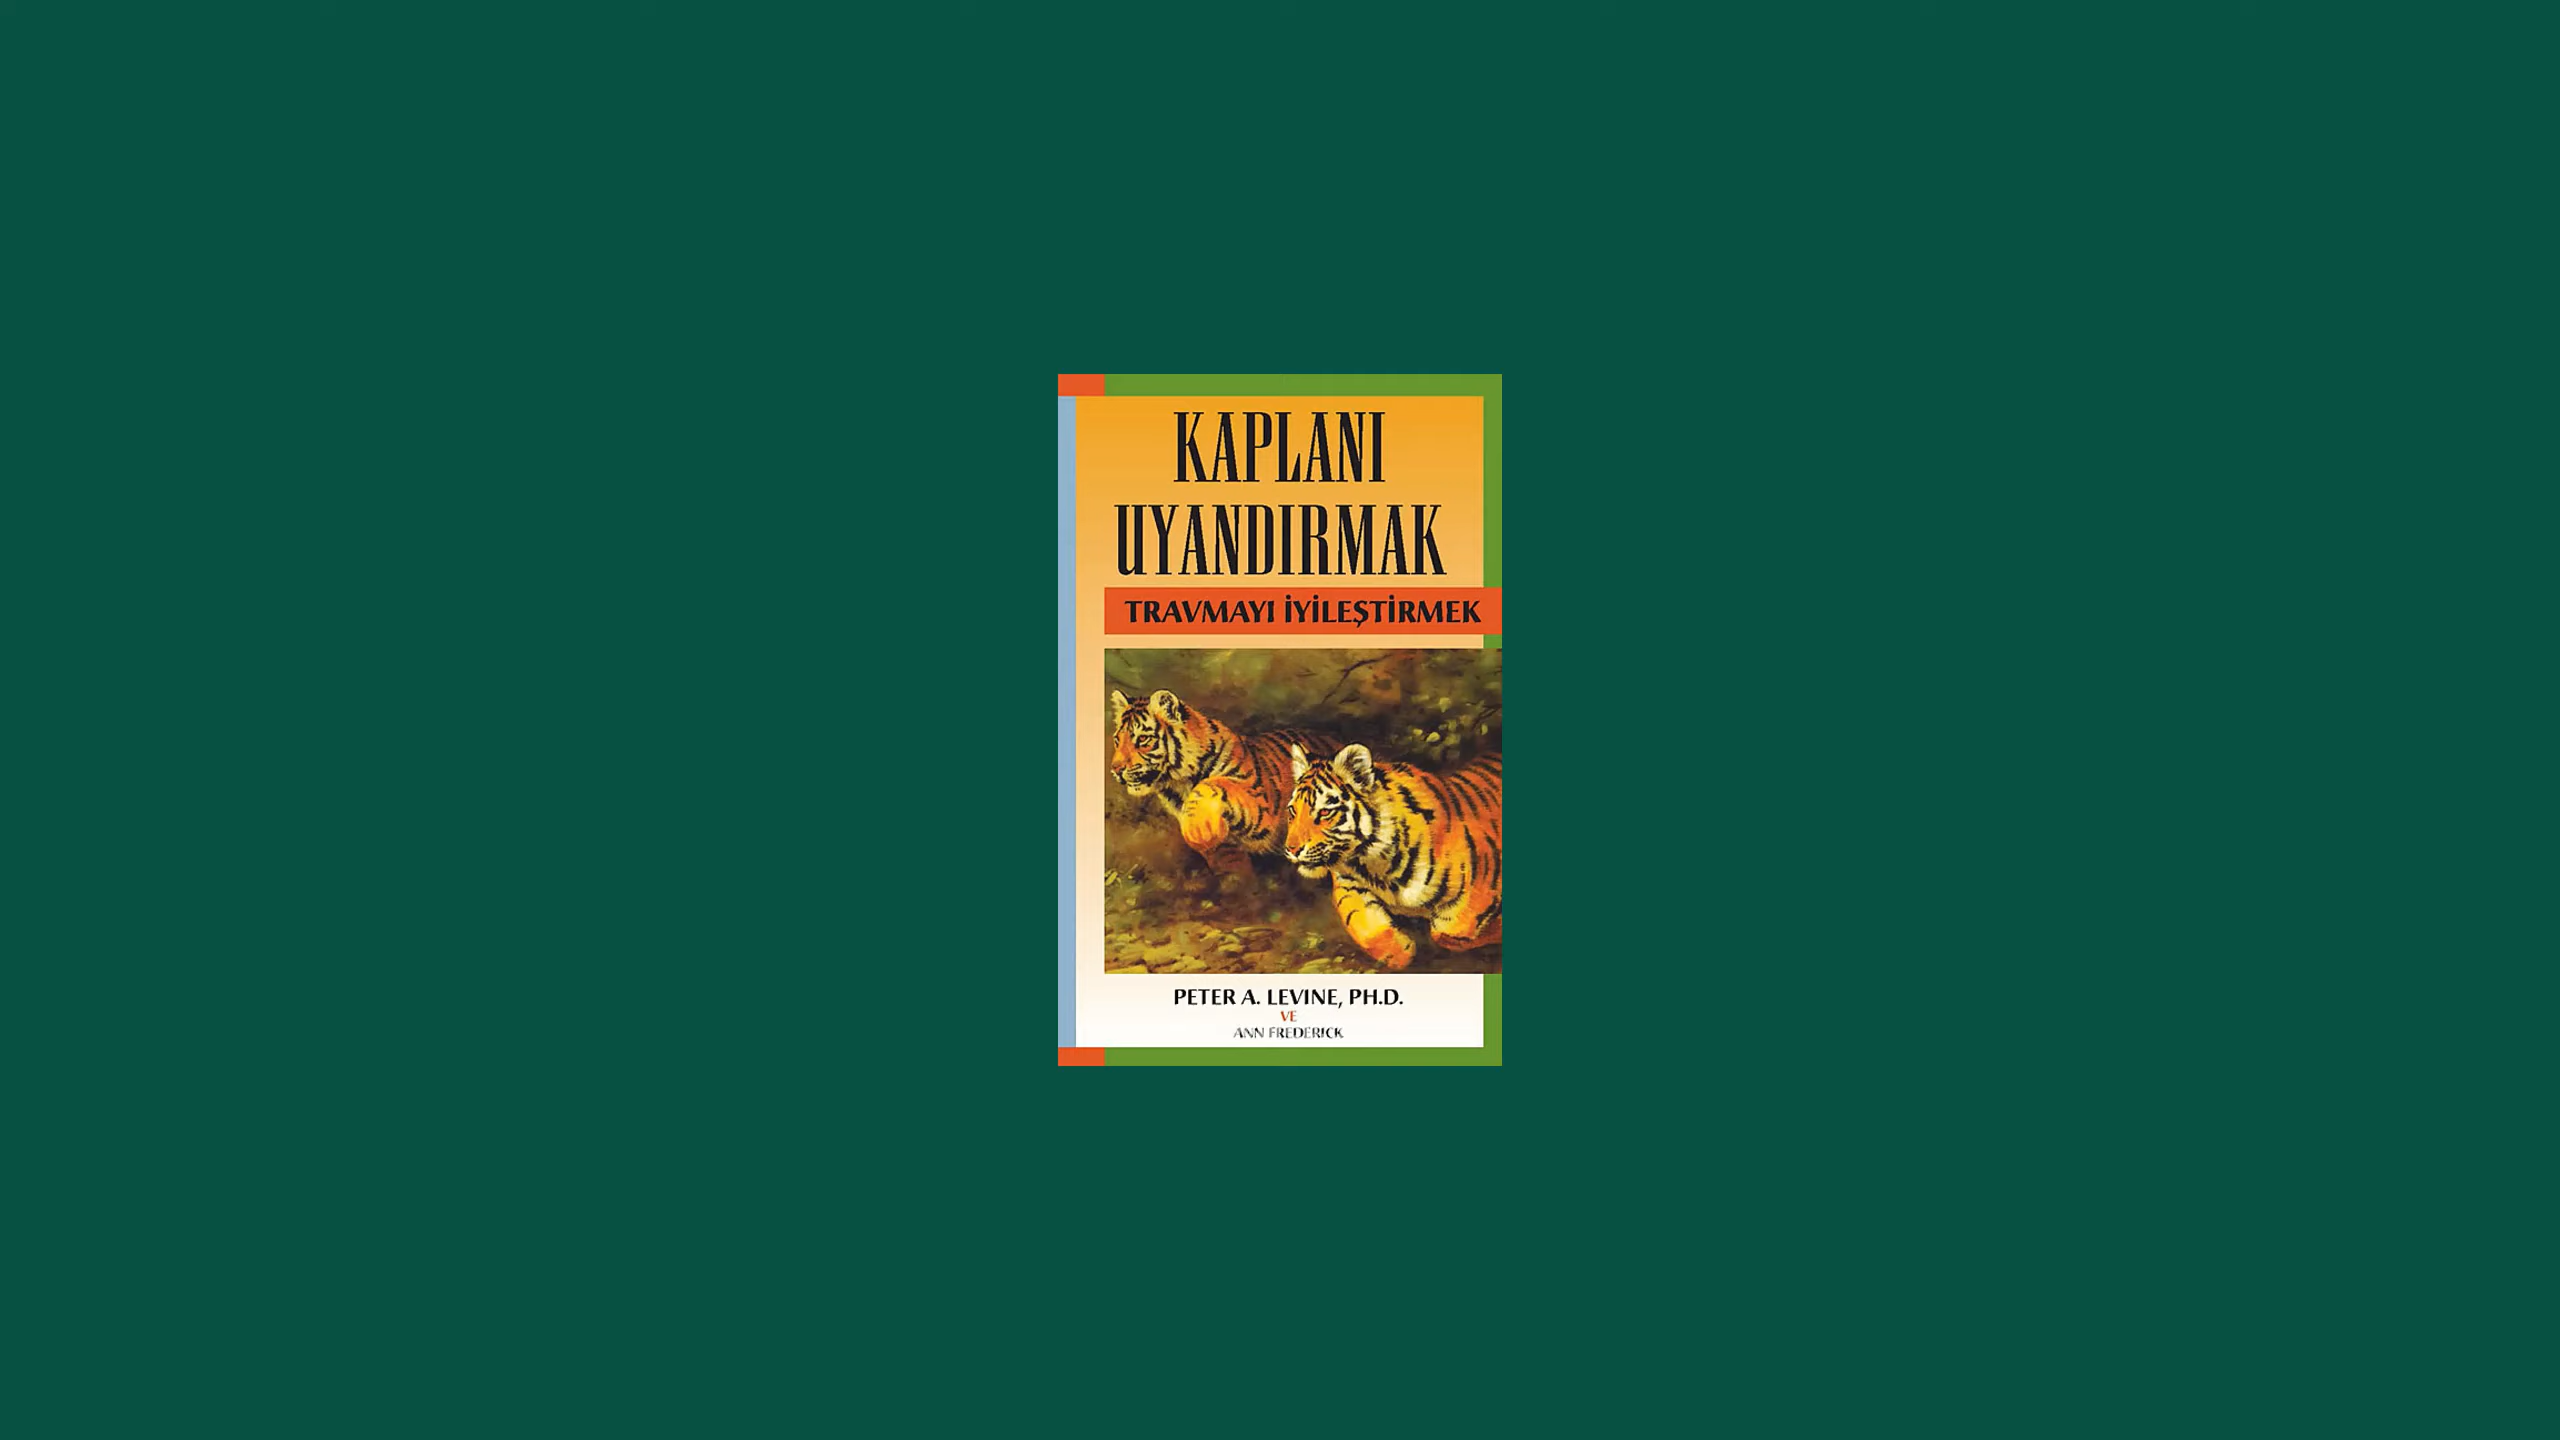 KAPLANI
UYANDIRMAK
TRAVMAYI İYİLEŞTİRMEK
PETER A. LEVINE, PH.D.
VE
ANN FREDERICK